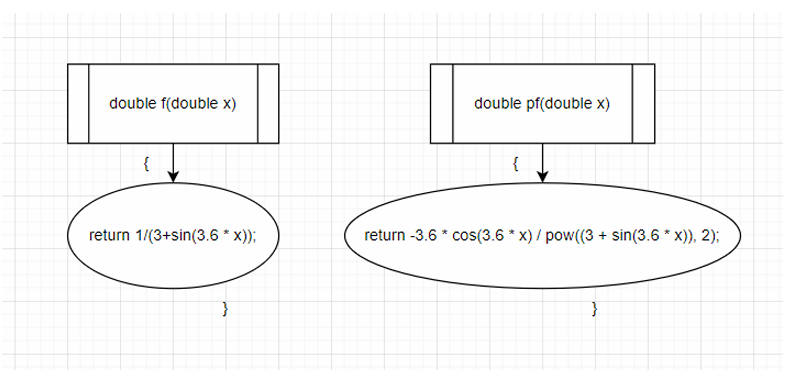 double f(double x)
double pf(double x)
{
{
return 1/(3+sin(3.6 * x));
return -3.6 * cos(3.6 * x) / pow((3 + sin(3.6 * x)), 2);
}
}